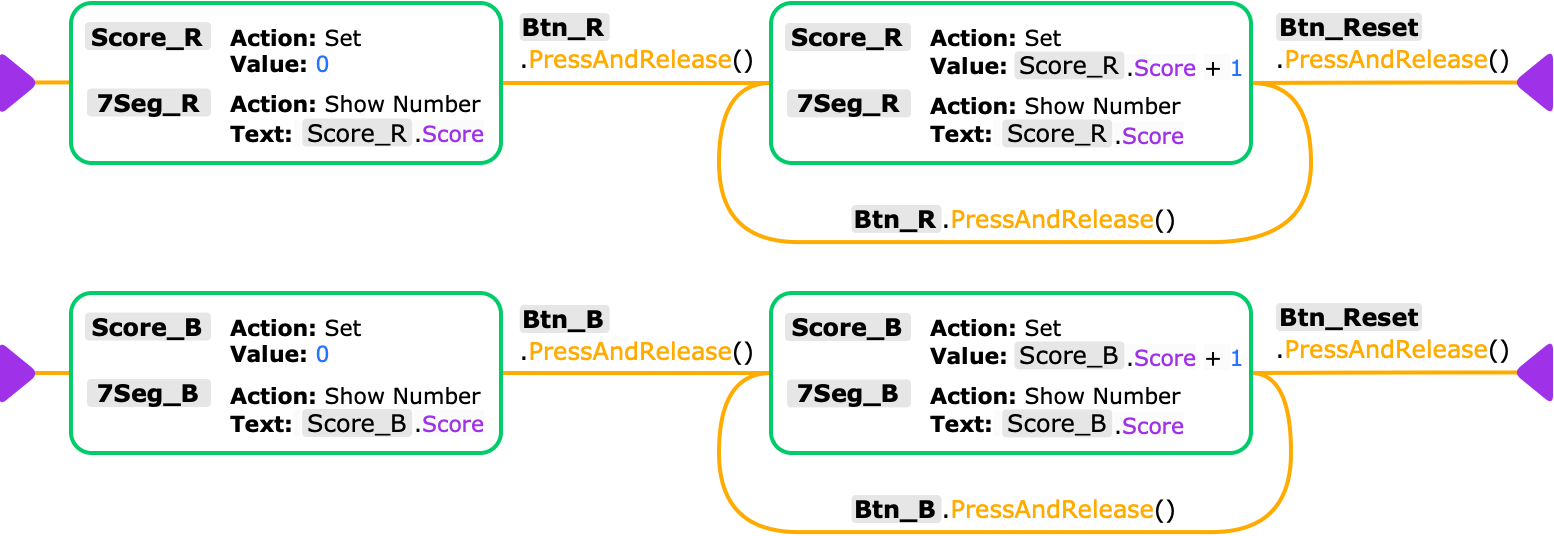 Score_R Action: Set
Value: 0
7Seg_R Action: Show Number
Text: Score_R.Score
Btn_R
.PressAndRelease()
Score_R Action: Set
Value: Score_R.Score + 1
7Seg_R Action: Show Number
Text: Score_R.Score
Btn_Reset
.PressAndRelease()
Btn_R.PressAndRelease()
Score_B Action: Set
Value: 0
7Seg_B Action: Show Number
Text: Score_B.Score
Btn_B
.PressAndRelease()
Score_B Action: Set
Value: Score_B.Score + 1
7Seg_B Action: Show Number
Text: Score_B.Score
Btn_Reset
.PressAndRelease()
Btn_B.PressAndRelease()